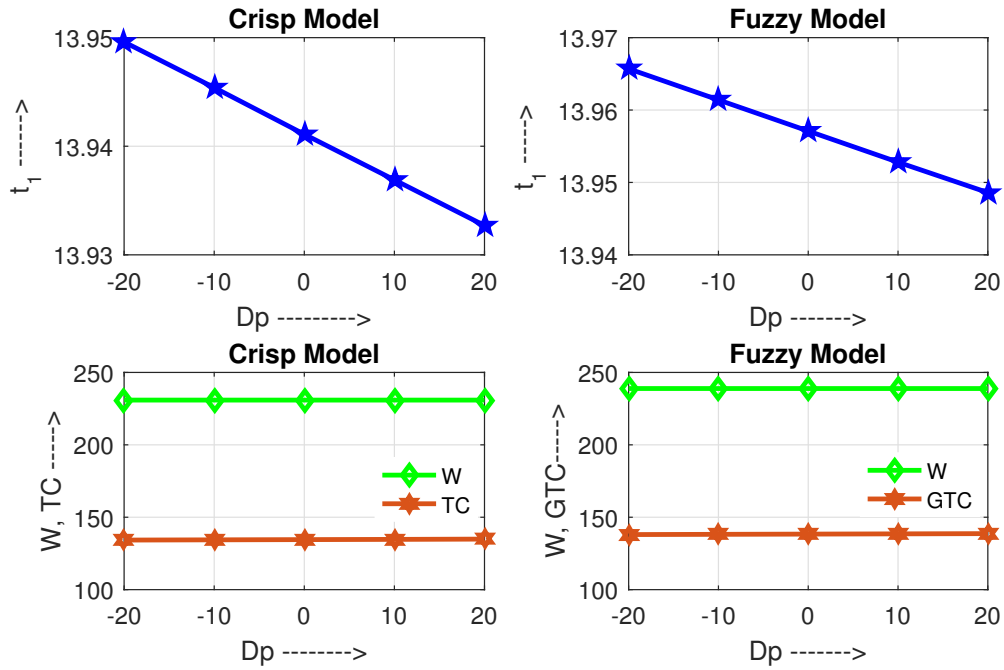 Crisp Model
13.95
13.94
13.93
t_1 ------->
-20 -10 0 10 20
Dp --------->
Fuzzy Model
13.97
13.96
13.95
13.94
t_1 ----->
-20 -10 0 10 20
Dp ------->
Crisp Model
250
200
150
100
W, TC ----->
W
TC
-20 -10 0 10 20
Dp -------->
Fuzzy Model
250
200
150
100
W, GTC----->
W
GTC
-20 -10 0 10 20
Dp ------->